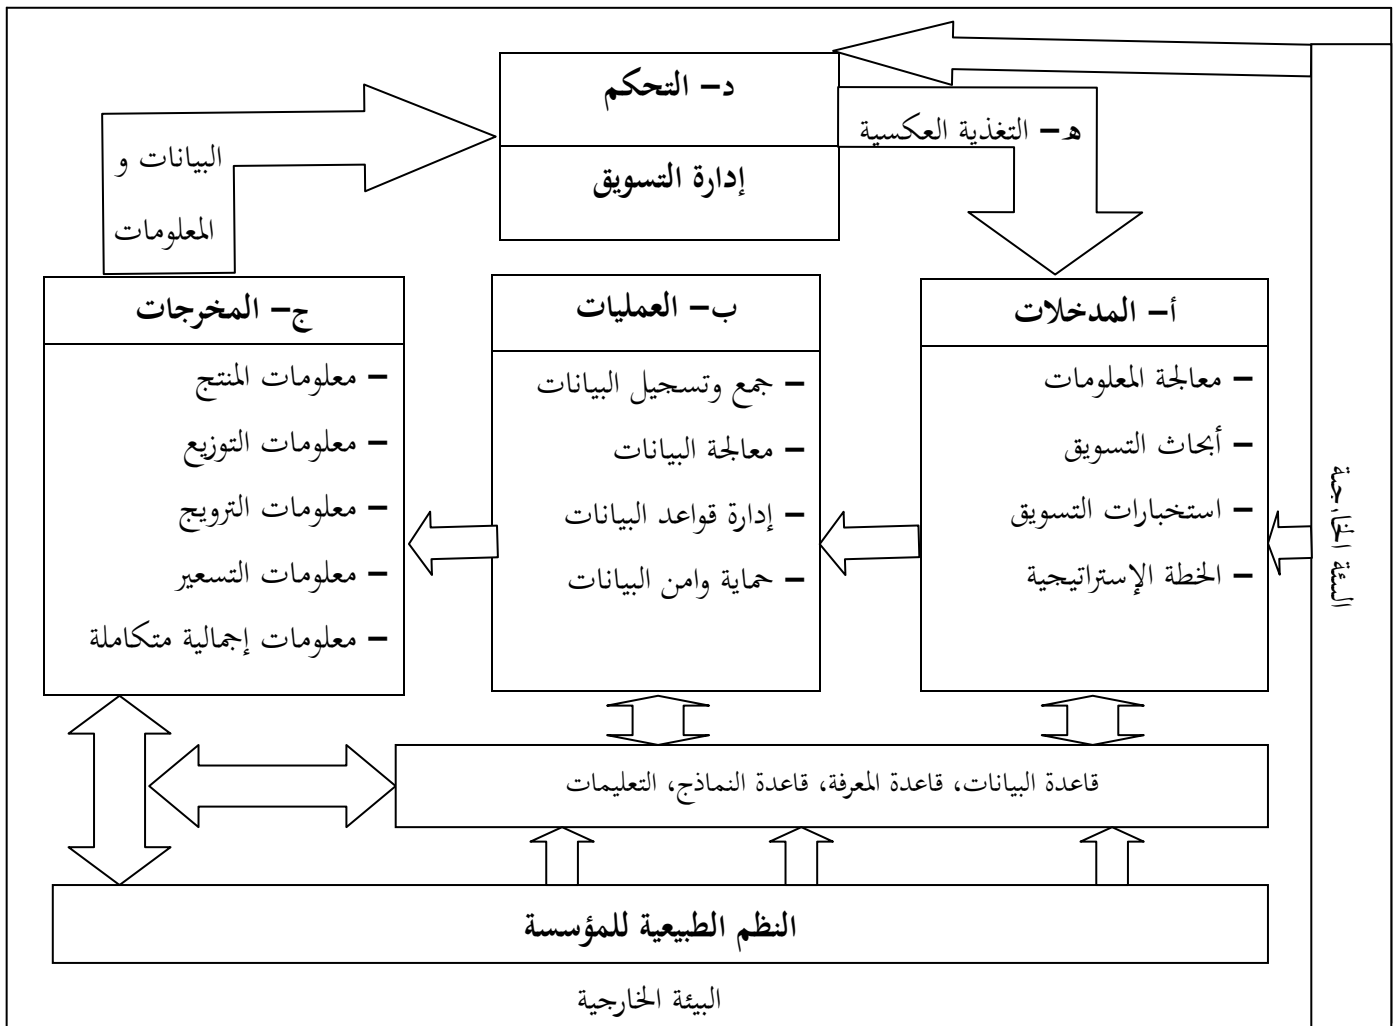 د– التحكم
إدارة التسويق
هـ– التغذية العكسية
البيانات و
المعلومات
أ– المدخلات
– معالجة المعلومات
– أبحاث التسويق
– استخبارات التسويق
– الخطة الإستراتيجية
ب– العمليات
– جمع وتسجيل البيانات
– معالجة البيانات
– إدارة قواعد البيانات
– حماية وامن البيانات
ج– المخرجات
– معلومات المنتج
– معلومات التوزيع
– معلومات الترويج
– معلومات التسعير
– معلومات إجمالية متكاملة
البيئة الخارجية
قاعدة البيانات، قاعدة المعرفة، قاعدة النماذج، التعليمات
النظم الطبيعية للمؤسسة
البيئة الخارجية